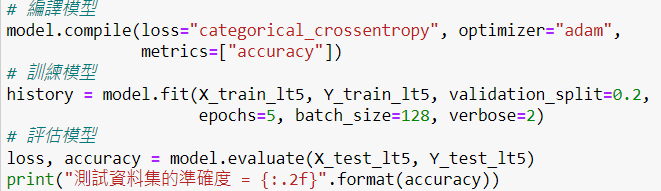 # 編譯模型
model.compile(loss="categorical_crossentropy", optimizer="adam",
              metrics=["accuracy"])
# 訓練模型
history = model.fit(X_train_lt5, Y_train_lt5, validation_split=0.2,
                    epochs=5, batch_size=128, verbose=2)
# 評估模型
loss, accuracy = model.evaluate(X_test_lt5, Y_test_lt5)
print("測試資料集的準確度 = {:.2f}".format(accuracy))